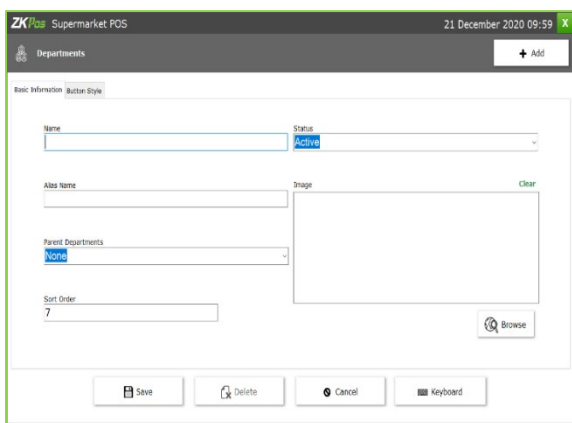 ZKPos Supermarket POS 21 December 2020 09:59 X
Departments + Add
Basic Information Button Style
Name Status
Active
Alias Name Image Clear
Parent Departments
None
Sort Order
7
Browse
Save Delete Cancel Keyboard